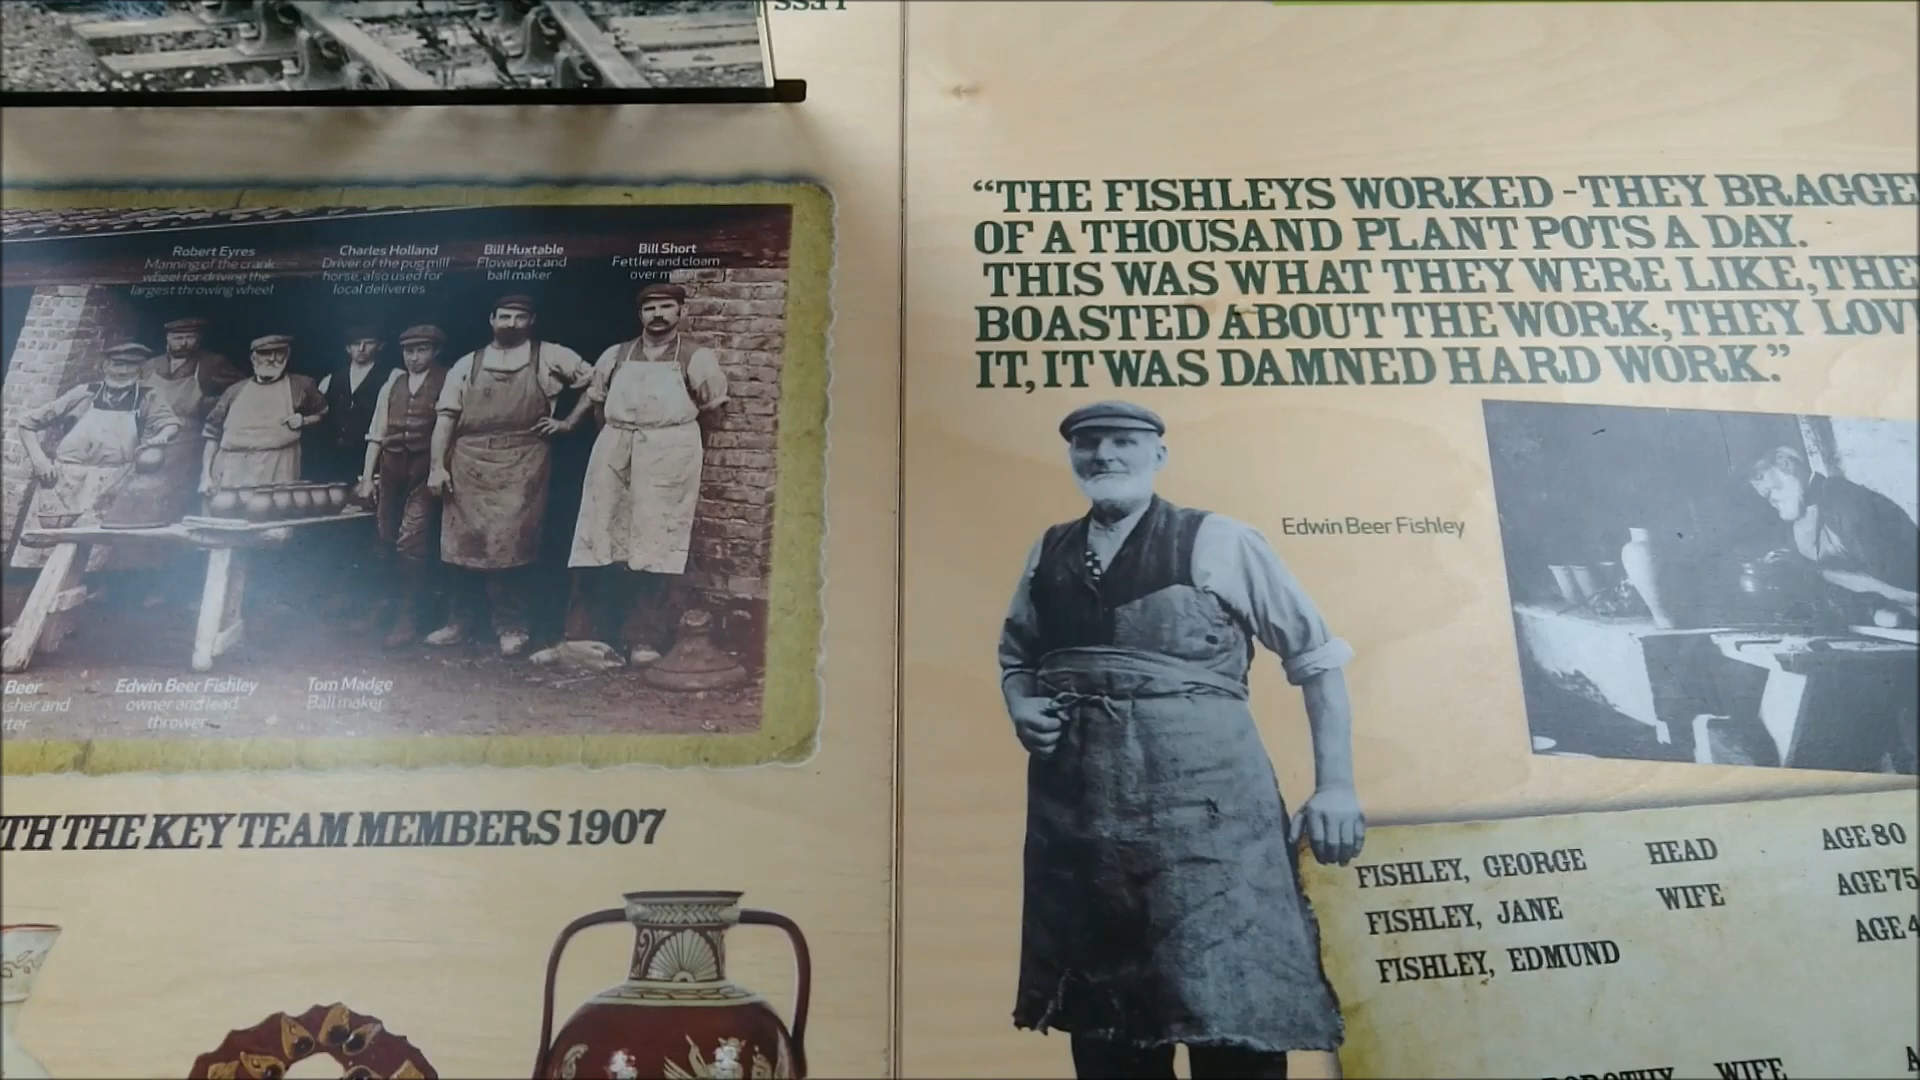 Robert Eyres
Manning of the crank
wheel for driving the
largest throwing wheel
Charles Holland
Driver of the pug mill
horse, also used for
local deliveries
Bill Huxtable
Flowerpot and
ball maker
Bill Short
Fettler and cloam
over maker
Beer
sher and
tter
Edwin Beer Fishley
owner and lead
thrower
Tom Madge
Ball maker
TH THE KEY TEAM MEMBERS 1907
“THE FISHLEYS WORKED - THEY BRAGGE
OF A THOUSAND PLANT POTS A DAY.
THIS WAS WHAT THEY WERE LIKE, THE
BOASTED ABOUT THE WORK, THEY LOV
IT, IT WAS DAMNED HARD WORK.”
Edwin Beer Fishley
FISHLEY, GEORGE HEAD AGE 80
FISHLEY, JANE WIFE AGE 75
FISHLEY, EDMUND AGE 4
DOROTHY WIFE A